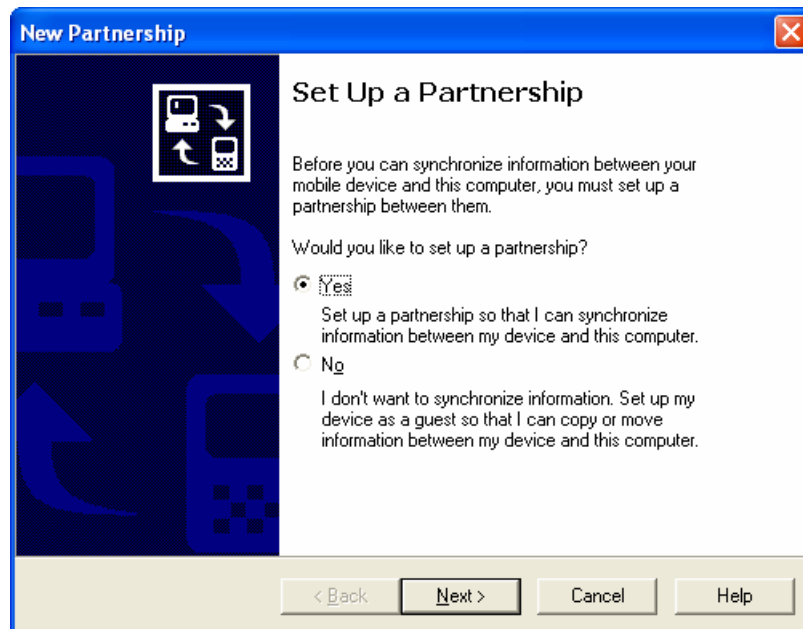 New Partnership
Set Up a Partnership
Before you can synchronize information between your
mobile device and this computer, you must set up a
partnership between them.
Would you like to set up a partnership?
Yes
Set up a partnership so that I can synchronize
information between my device and this computer.
No
I don't want to synchronize information. Set up my
device as a guest so that I can copy or move
information between my device and this computer.
< Back
Next >
Cancel
Help